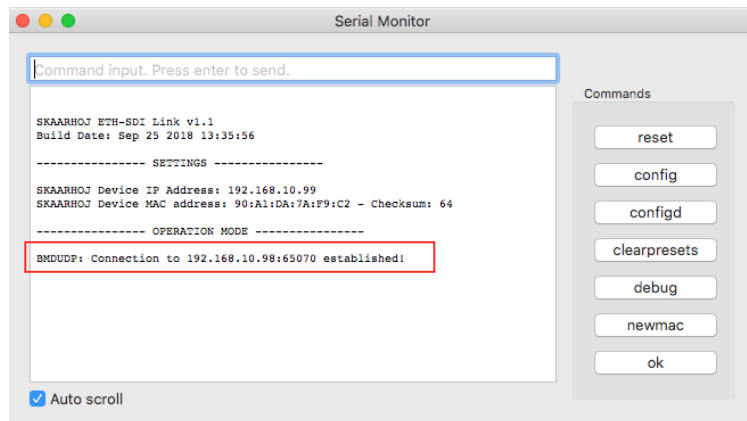 Serial Monitor
Command input. Press enter to send.
SKAARHOJ ETH-SDI Link v1.1
Build Date: Sep 25 2018 13:35:56
---------------- SETTINGS ----------------
SKAARHOJ Device IP Address: 192.168.10.99
SKAARHOJ Device MAC address: 90:A1:DA:7A:F9:C2 - Checksum: 64
---------------- OPERATION MODE ----------------
BMDUDP: Connection to 192.168.10.98:65070 established!
Auto scroll
Commands
reset
config
configd
clearpresets
debug
newmac
ok